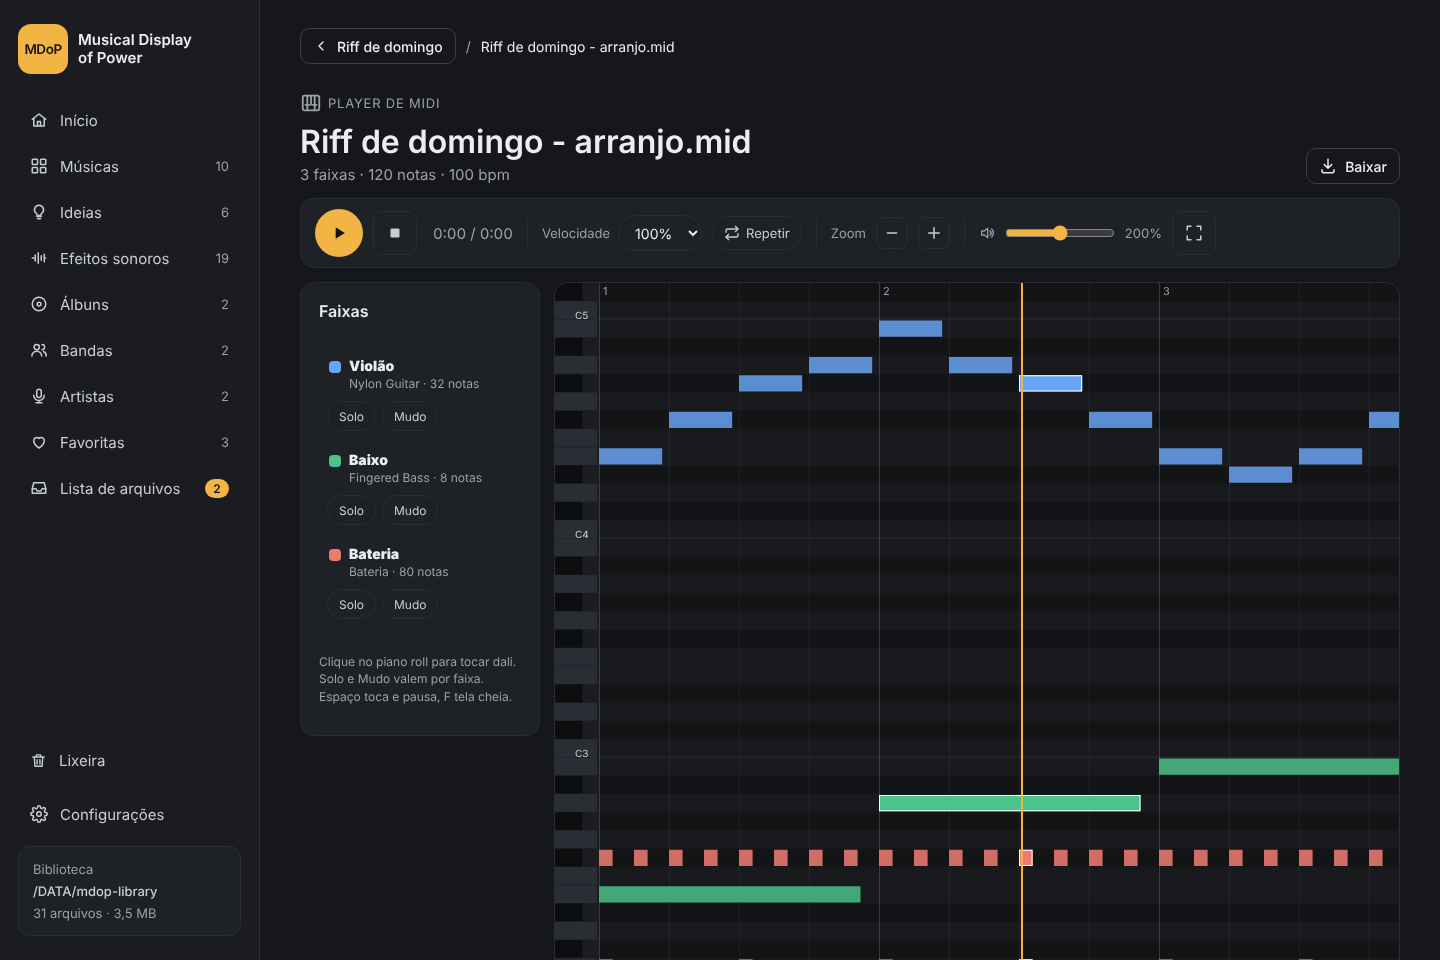 MDoP
Musical Display
of Power
Início
Músicas 10
Ideias 6
Efeitos sonoros 19
Álbuns 2
Bandas 2
Artistas 2
Favoritas 3
Lista de arquivos 2
Lixeira
Configurações
Biblioteca
/DATA/mdop-library
31 arquivos · 3,5 MB
Riff de domingo / Riff de domingo - arranjo.mid
PLAYER DE MIDI
Riff de domingo - arranjo.mid
3 faixas · 120 notas · 100 bpm
Baixar
0:00 / 0:00 Velocidade 100% Repetir Zoom 200%
Faixas
Violão
Nylon Guitar · 32 notas
Solo Mudo
Baixo
Fingered Bass · 8 notas
Solo Mudo
Bateria
Bateria · 80 notas
Solo Mudo
Clique no piano roll para tocar dali.
Solo e Mudo valem por faixa.
Espaço toca e pausa, F tela cheia.
1 2 3
C5
C4
C3